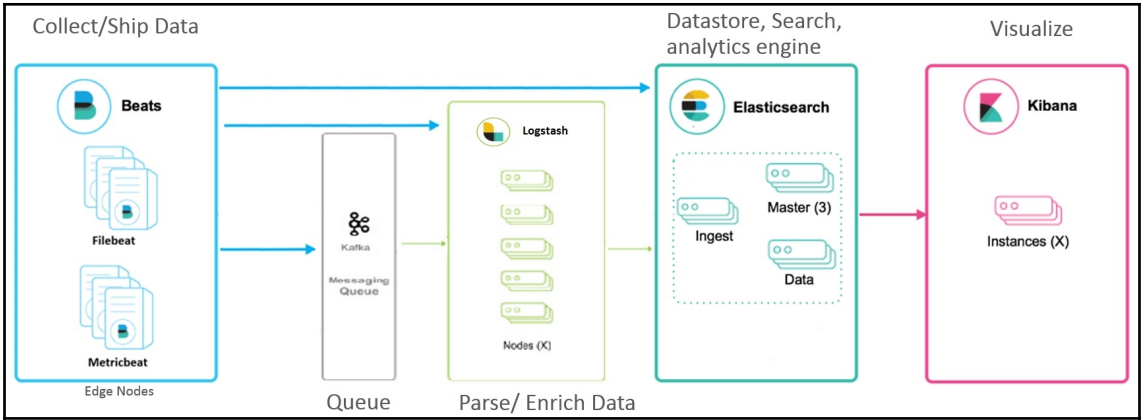 Collect/Ship Data
Datastore, Search,
analytics engine
Visualize
Beats
Filebeat
Metricbeat
Edge Nodes
Kafka
Messaging
Queue
Queue
Logstash
Nodes (X)
Parse/ Enrich Data
Elasticsearch
Master (3)
Ingest
Data
Kibana
Instances (X)